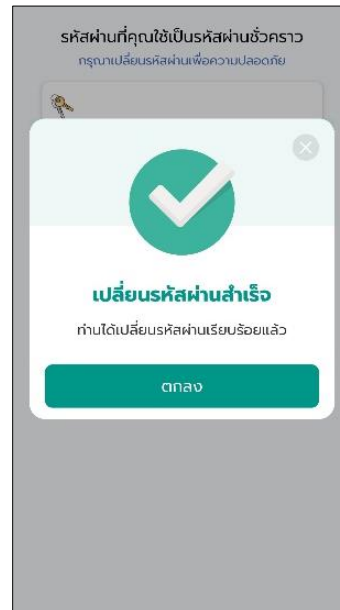 รหัสผ่านที่คุณใช้เป็นรหัสผ่านชั่วคราว
กรุณาเปลี่ยนรหัสผ่านเพื่อความปลอดภัย
เปลี่ยนรหัสผ่านสำเร็จ
ท่านได้เปลี่ยนรหัสผ่านเรียบร้อยแล้ว
ตกลง